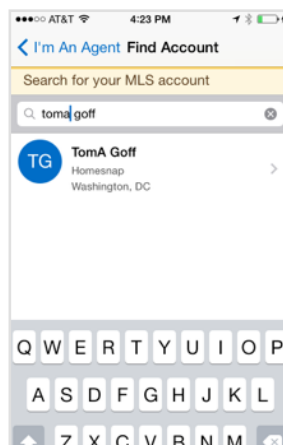 AT&T 4:23 PM
I'm An Agent Find Account
Search for your MLS account
toma goff
TG
TomA Goff
Homesnap
Washington, DC
Q W E R T Y U I O P
A S D F G H J K L
Z X C V B N M